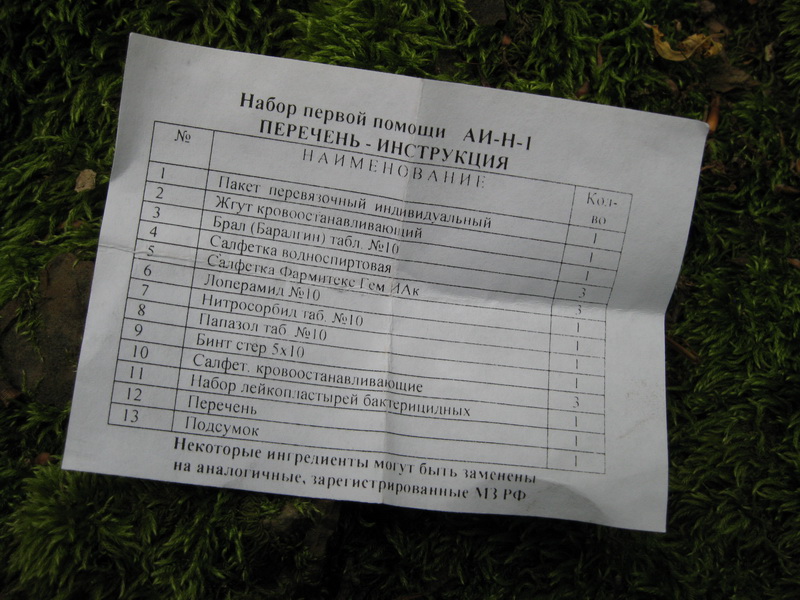 Набор первой помощи АИ-Н-1
ПЕРЕЧЕНЬ - ИНСТРУКЦИЯ
№ НАИМЕНОВАНИЕ Кол-во
1 Пакет перевязочный индивидуальный 1
2 Жгут кровоостанавливающий 1
3 Брал (Баралгин) табл. №10 1
4 Салфетка водноспиртовая 3
5 Салфетка Фармитекс Гем ИАк 3
6 Лоперамид №10 1
7 Нитросорбид таб. №10 1
8 Папазол таб. №10 1
9 Бинт стер 5х10 1
10 Салфет. кровоостанавливающие 3
11 Набор лейкопластырей бактерицидных 1
12 Перечень 1
13 Подсумок 1
Некоторые ингредиенты могут быть заменены
на аналогичные, зарегистрированные МЗ РФ